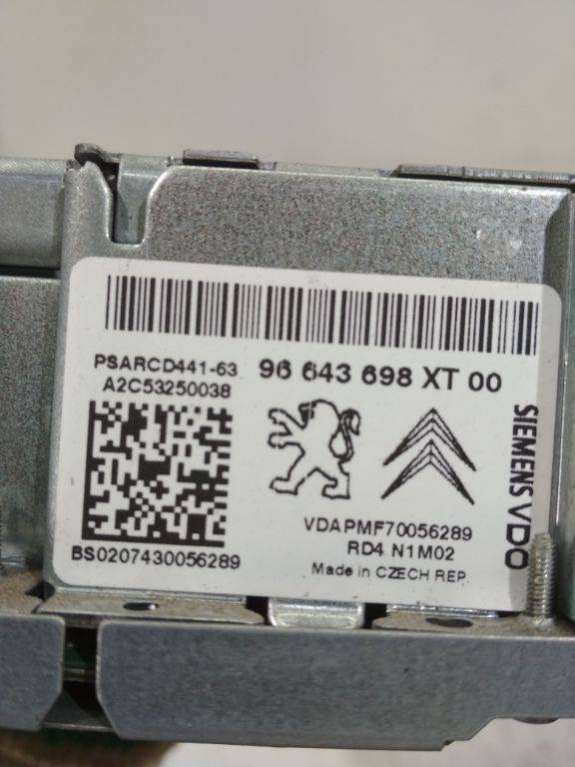 PSARCD441-63
A2C53250038
96 643 698 XT 00
SIEMENS VDO
VDAPMF70056289
RD4 N1M02
BS0207430056289
Made in CZECH REP.